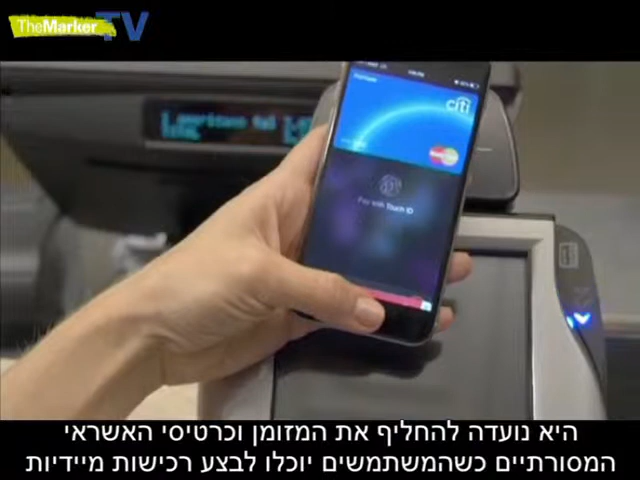 TheMarker TV
citi
MasterCard
Pay with Touch ID
היא נועדה להחליף את המזומן וכרטיסי האשראי
המסורתיים כשהמשתמשים יוכלו לבצע רכישות מיידיות